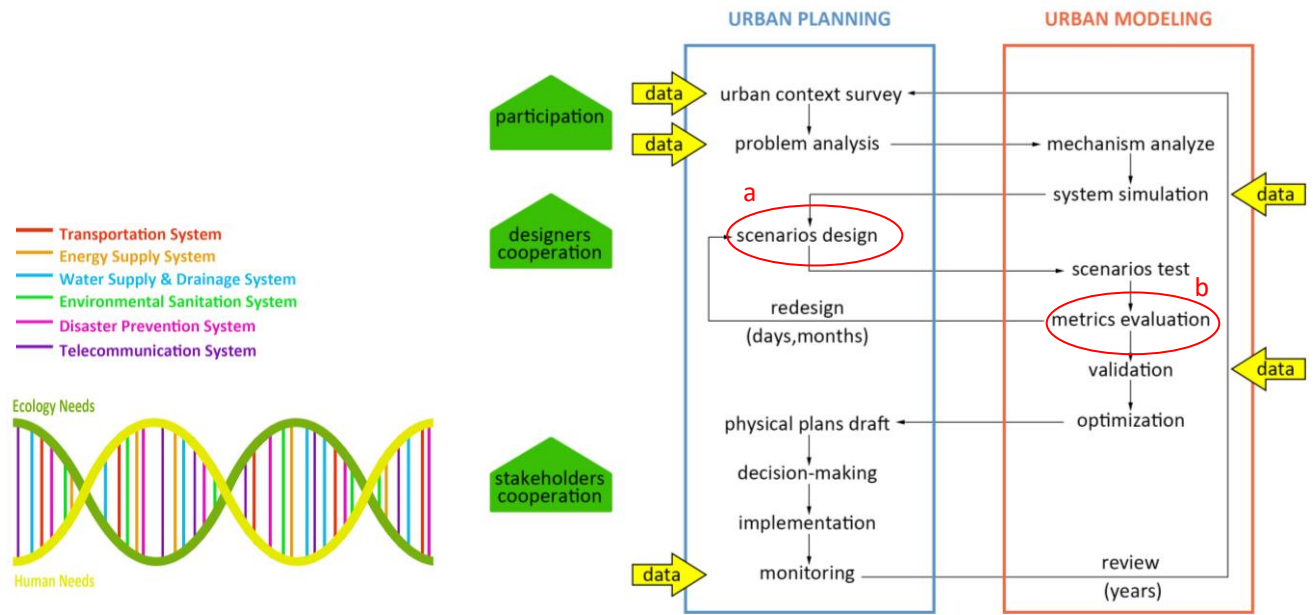 Transportation System
Energy Supply System
Water Supply & Drainage System
Environmental Sanitation System
Disaster Prevention System
Telecommunication System
Ecology Needs
Human Needs
participation
designers
cooperation
stakeholders
cooperation
URBAN PLANNING
URBAN MODELING
data
urban context survey
data
problem analysis
mechanism analyze
system simulation
data
a
scenarios design
scenarios test
b
redesign
(days,months)
metrics evaluation
validation
data
physical plans draft
optimization
decision-making
implementation
data
monitoring
review
(years)